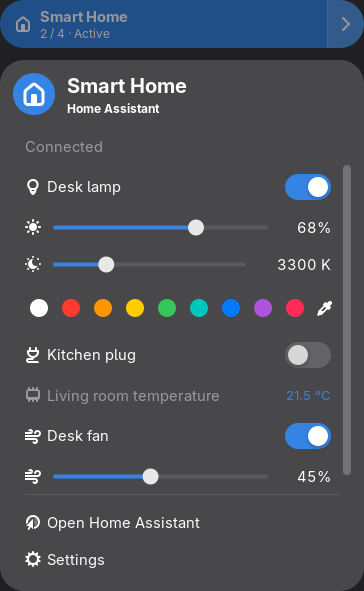 Smart Home
2 / 4 · Active
Smart Home
Home Assistant
Connected
Desk lamp
68%
3300 K
Kitchen plug
Living room temperature 21.5 °C
Desk fan
45%
Open Home Assistant
Settings